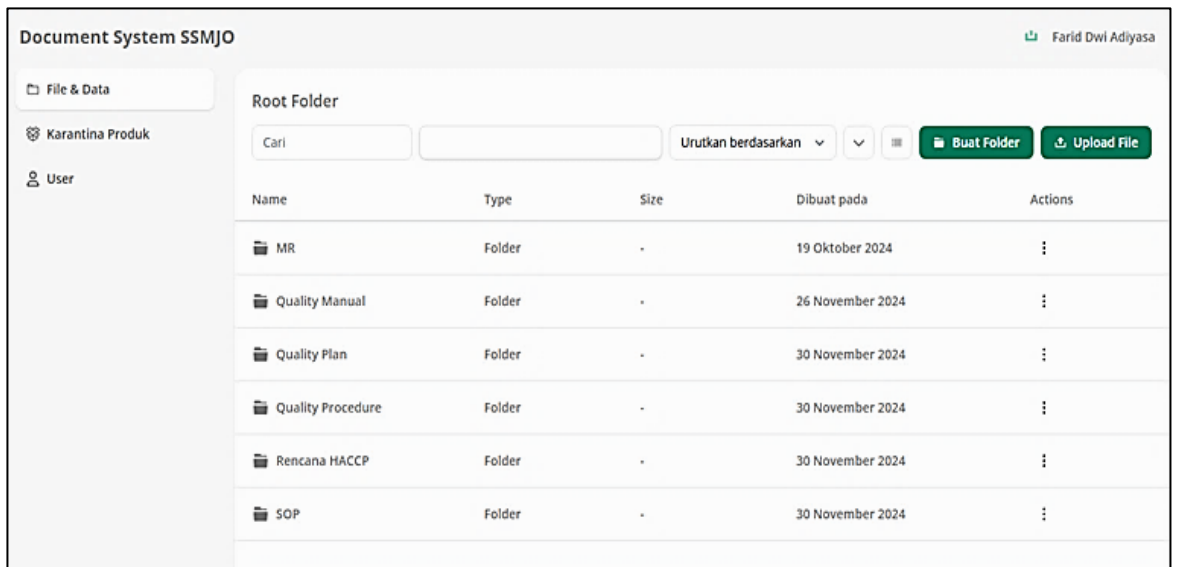 Document System SSMJO
Farid Dwi Adiyasa
File & Data
Karantina Produk
User
Root Folder
Cari
Urutkan berdasarkan
Buat Folder
Upload File
Name Type Size Dibuat pada Actions
MR Folder - 19 Oktober 2024
Quality Manual Folder - 26 November 2024
Quality Plan Folder - 30 November 2024
Quality Procedure Folder - 30 November 2024
Rencana HACCP Folder - 30 November 2024
SOP Folder - 30 November 2024